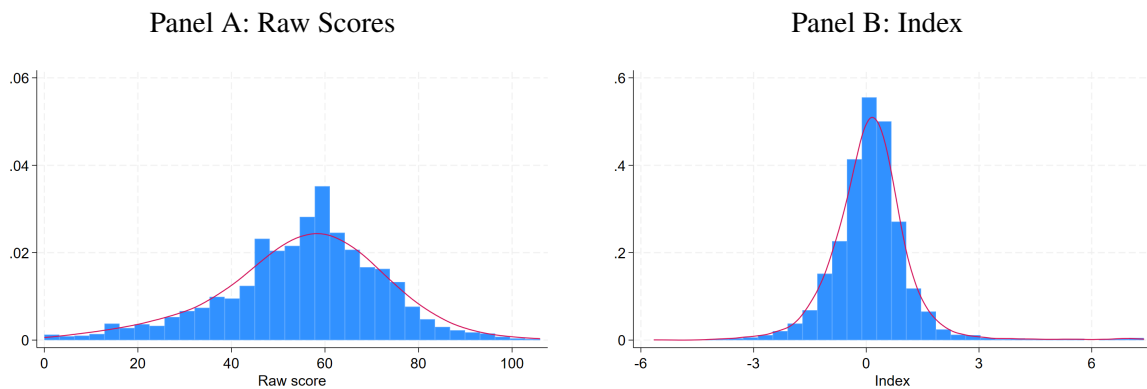 Panel A: Raw Scores
.06
.04
.02
0
0 20 40 60 80 100
Raw score
Panel B: Index
.6
.4
.2
0
-6 -3 0 3 6
Index